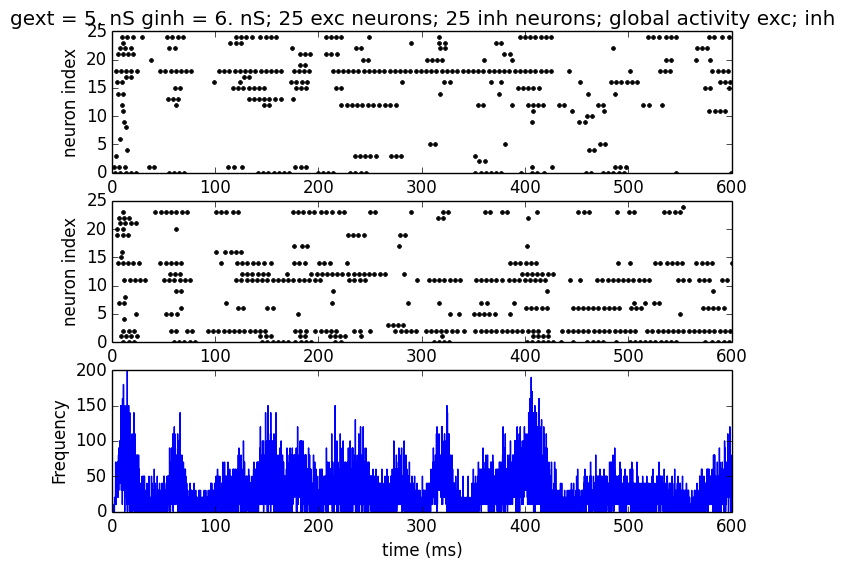 gext = 5. nS ginh = 6. nS; 25 exc neurons; 25 inh neurons; global activity exc; inh
25
20
15
10
5
0
neuron index
0 100 200 300 400 500 600
25
20
15
10
5
0
neuron index
0 100 200 300 400 500 600
200
150
100
50
0
Frequency
0 100 200 300 400 500 600
time (ms)